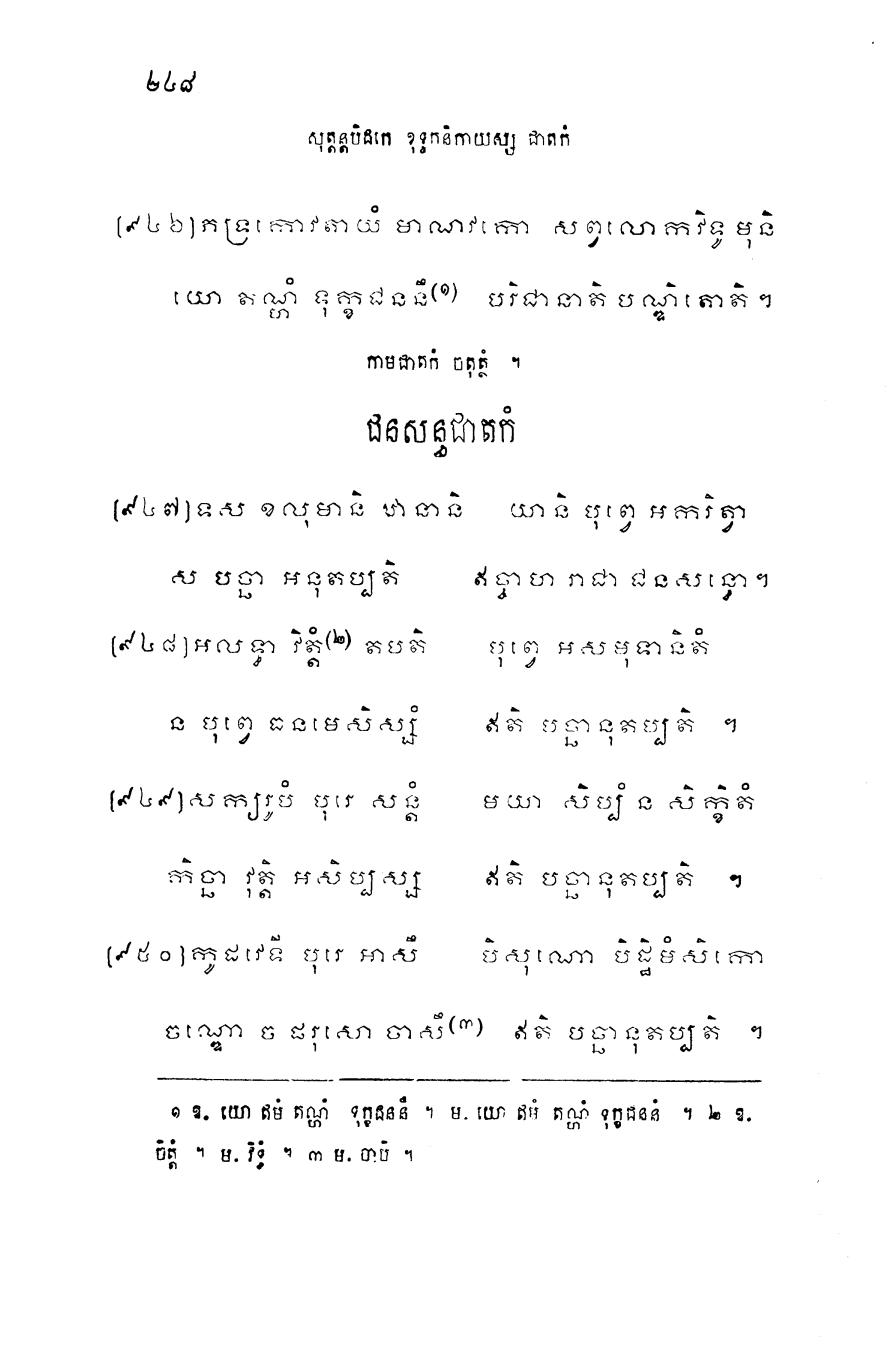 ២៤៨
សុត្តន្តបិដកេ ខុទ្ទកនិកាយស្ស ជាតកំ
[៩៤៦] ភទ្រកោវតាយំ មាណវកោ សព្វលោកវិទូ មុនិ
យោ តណ្ហំ ទុក្ខជននឹ(១) បរិជានាតិ បណ្ឌិតោតិ ។
កាមជាតកំ ចតុត្ថំ ។
ជនសន្ធជាតកំ
[៩៤៧] ទស ខលុមានិ ឋានានិ យានិ បុព្វេ អករិត្វា
ស បច្ឆា អនុតប្បតិ ឥច្ចាហ រាជា ជនសន្ធោ ។
[៩៤៨] អលទ្ធា វិត្តំ(២) តបតិ បុព្វេ អសមុទានិតំ
ន បុព្វេ ធនមេសិស្សំ ឥតិ បច្ឆានុតប្បតិ ។
[៩៤៩] សក្យរូបំ បុរេ សន្តំ មយា សិប្បំ ន សិក្ខិតំ
កិច្ឆា វុត្តិ អសិប្បស្ស ឥតិ បច្ឆានុតប្បតិ ។
[៩៥០] កូដវេទី បុរេ អាសឹ បិសុណោ បិដ្ឋិមំសិកោ
ចណ្ឌោ ច ផរុសោ ចាសឹ(៣) ឥតិ បច្ឆានុតប្បតិ ។
១ ឱ. យោ ឥមំ តណ្ហំ ទុក្ខជននឹ ។ ម. យោ ឥមំ តណ្ហំ ទុក្ខជននំ ។ ២ ឱ.
ចិត្តំ ។ ម. វិទ្ធំ ។ ៣ ម. ចាបិ ។